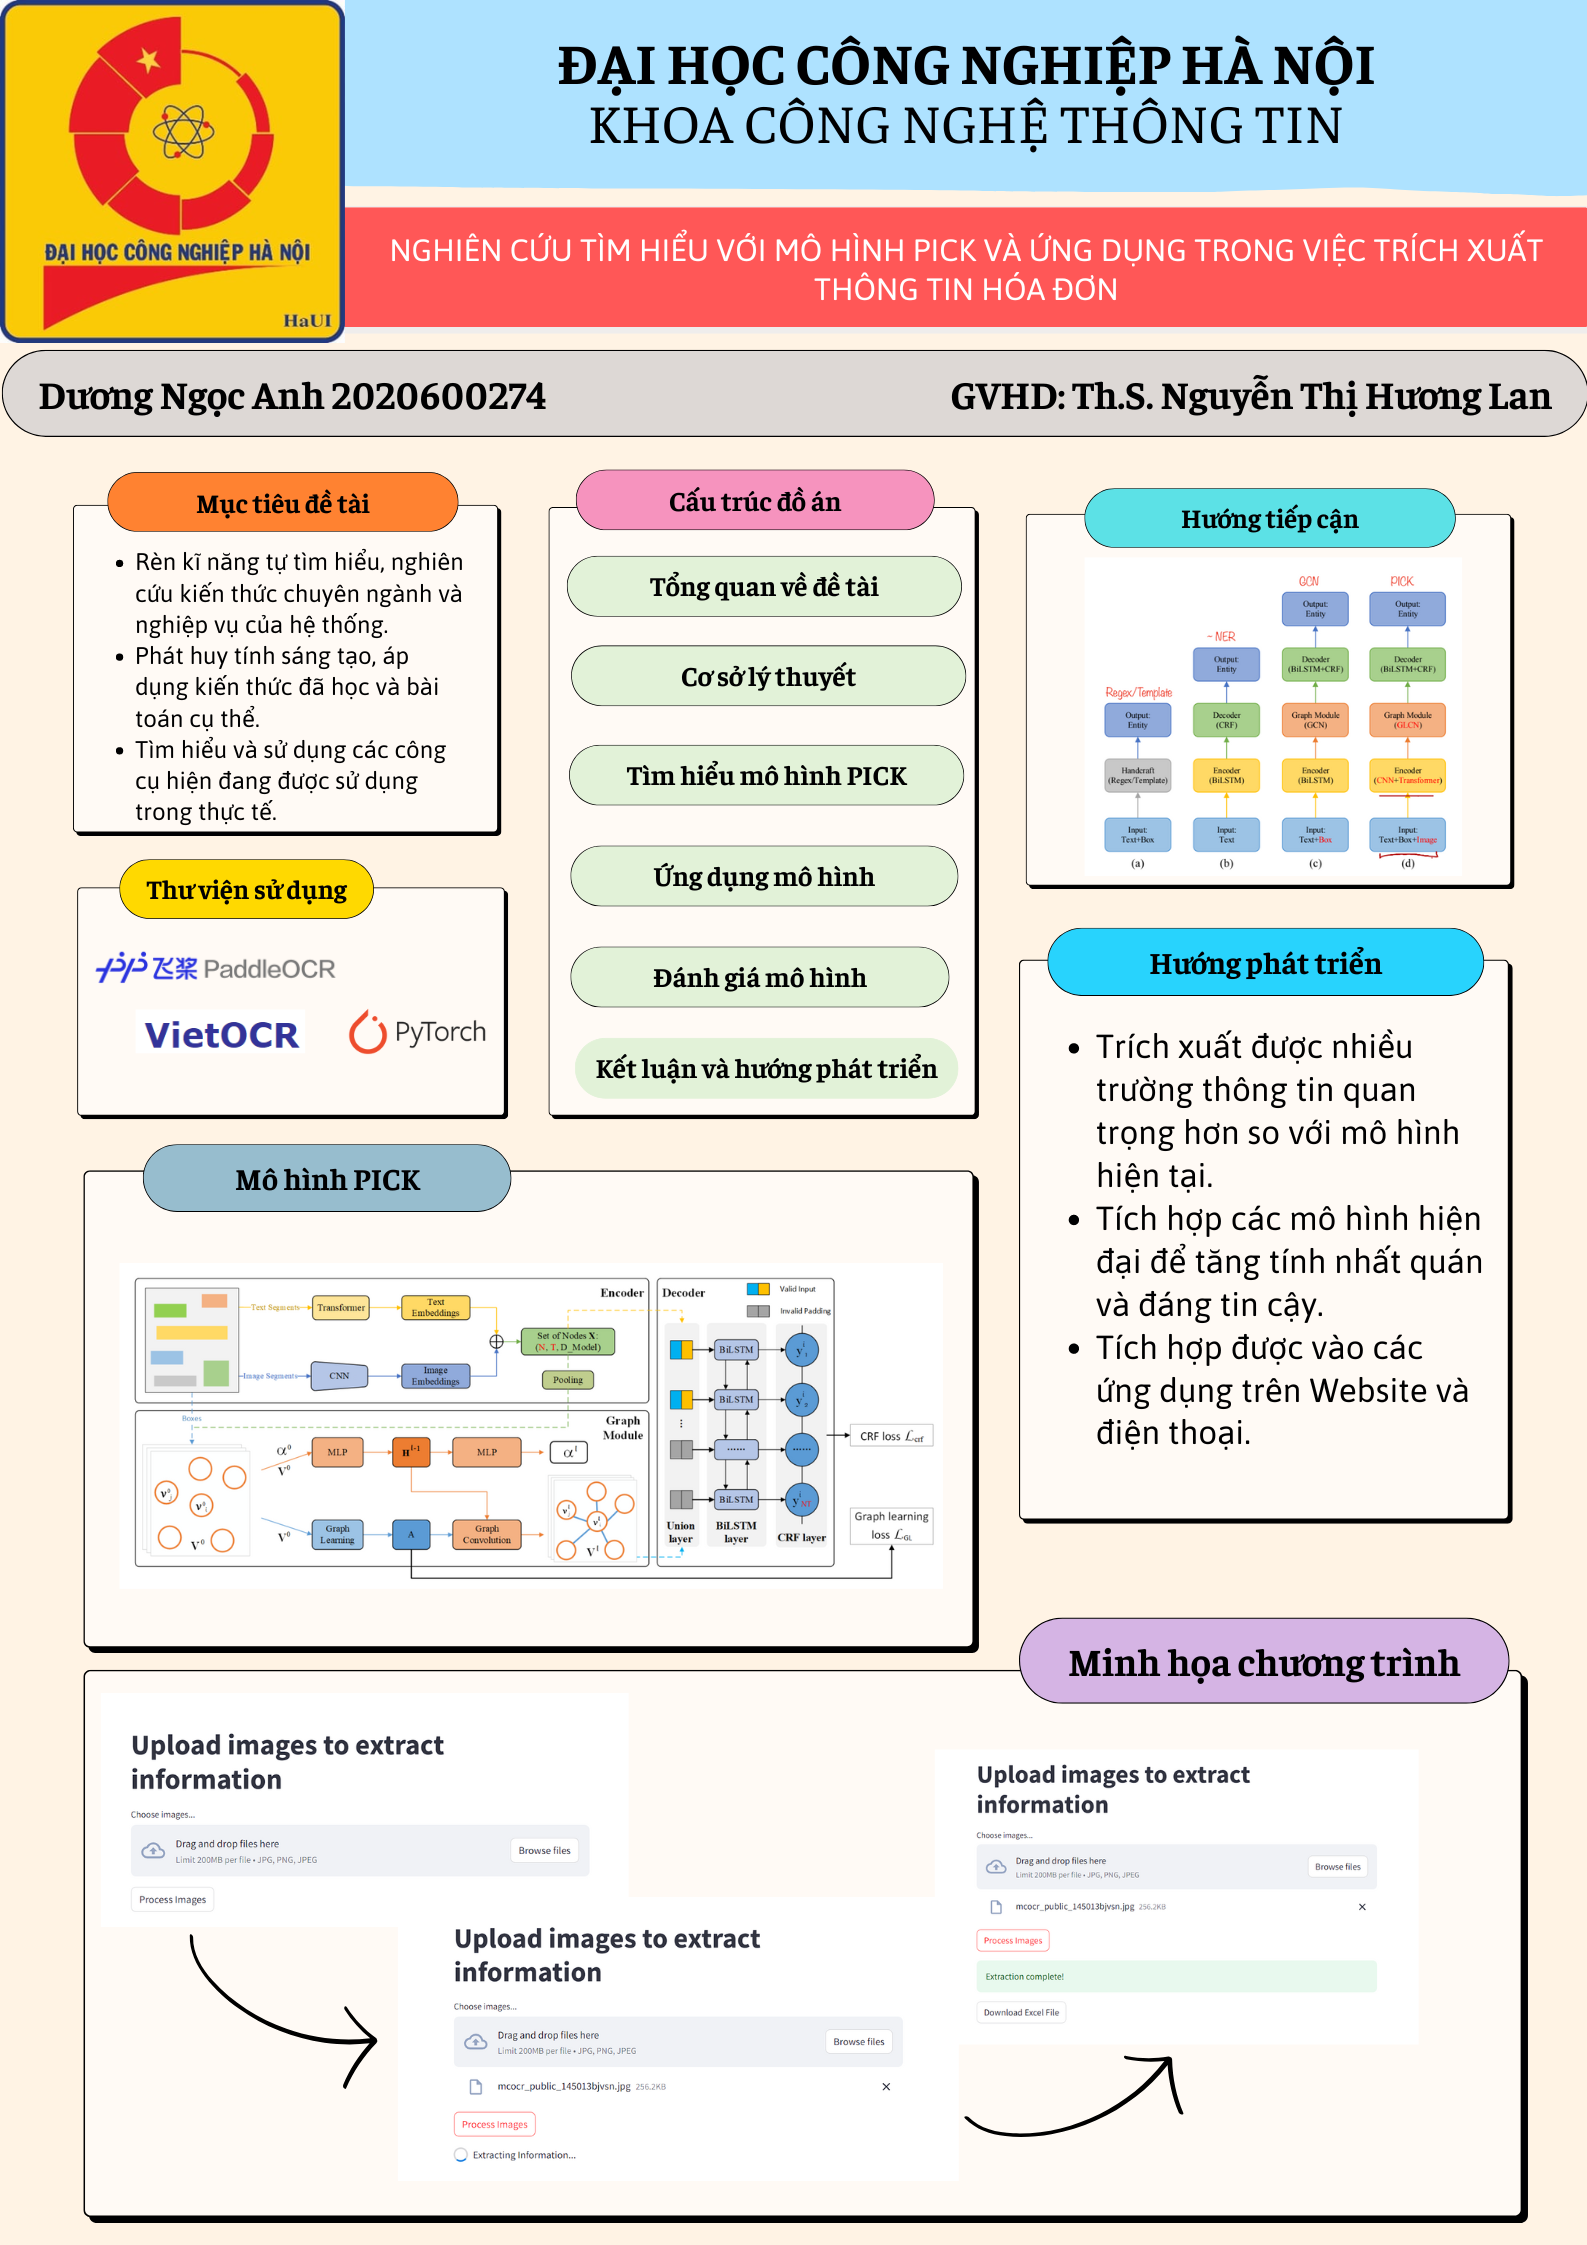 ĐẠI HỌC CÔNG NGHIỆP HÀ NỘI
HaUI
ĐẠI HỌC CÔNG NGHIỆP HÀ NỘI
KHOA CÔNG NGHỆ THÔNG TIN
NGHIÊN CỨU TÌM HIỂU VỚI MÔ HÌNH PICK VÀ ỨNG DỤNG TRONG VIỆC TRÍCH XUẤT
THÔNG TIN HÓA ĐƠN
Dương Ngọc Anh 2020600274
GVHD: Th.S. Nguyễn Thị Hương Lan
Mục tiêu đề tài
• Rèn kĩ năng tự tìm hiểu, nghiên
cứu kiến thức chuyên ngành và
nghiệp vụ của hệ thống.
• Phát huy tính sáng tạo, áp
dụng kiến thức đã học và bài
toán cụ thể.
• Tìm hiểu và sử dụng các công
cụ hiện đang được sử dụng
trong thực tế.
Thư viện sử dụng
飞桨 PaddleOCR
VietOCR
PyTorch
Cấu trúc đồ án
Tổng quan về đề tài
Cơ sở lý thuyết
Tìm hiểu mô hình PICK
Ứng dụng mô hình
Đánh giá mô hình
Kết luận và hướng phát triển
Hướng tiếp cận
Regex/Template
Output:
Entity
Handcraft
(Regex/Template)
Input:
Text+Box
(a)
- NER
Output:
Entity
Decoder
(CRF)
Encoder
(BiLSTM)
Input:
Text
(b)
GCN
Output:
Entity
Decoder
(BiLSTM+CRF)
Graph Module
(GCN)
Encoder
(BiLSTM)
Input:
Text+Box
(c)
PICK
Output:
Entity
Decoder
(BiLSTM+CRF)
Graph Module
(GLCN)
Encoder
(CNN+Transformer)
Input:
Text+Box+Image
(d)
Hướng phát triển
• Trích xuất được nhiều
trường thông tin quan
trọng hơn so với mô hình
hiện tại.
• Tích hợp các mô hình hiện
đại để tăng tính nhất quán
và đáng tin cậy.
• Tích hợp được vào các
ứng dụng trên Website và
điện thoại.
Mô hình PICK
Encoder
Text Segments
Transformer
Text
Embeddings
Set of Nodes X:
(N, T, D_Model)
Image Segments
CNN
Image
Embeddings
Pooling
Boxes
Graph
Module
α⁰
V⁰
MLP
Hˡ⁻¹
MLP
αˡ
V⁰
Graph
Learning
A
Graph
Convolution
V⁰
Vˡ
Decoder
Valid Input
Invalid Padding
BiLSTM
BiLSTM
......
......
BiLSTM
Union
layer
BiLSTM
layer
CRF layer
CRF loss ℒcrf
Graph learning
loss ℒGL
Minh họa chương trình
Upload images to extract
information
Choose images...
Drag and drop files here
Limit 200MB per file • JPG, PNG, JPEG
Browse files
Process Images
Upload images to extract
information
Choose images...
Drag and drop files here
Limit 200MB per file • JPG, PNG, JPEG
Browse files
mcocr_public_145013bjvsn.jpg 256.2KB
Process Images
Extracting Information...
Upload images to extract
information
Choose images...
Drag and drop files here
Limit 200MB per file • JPG, PNG, JPEG
Browse files
mcocr_public_145013bjvsn.jpg 256.2KB
Process Images
Extraction complete!
Download Excel File